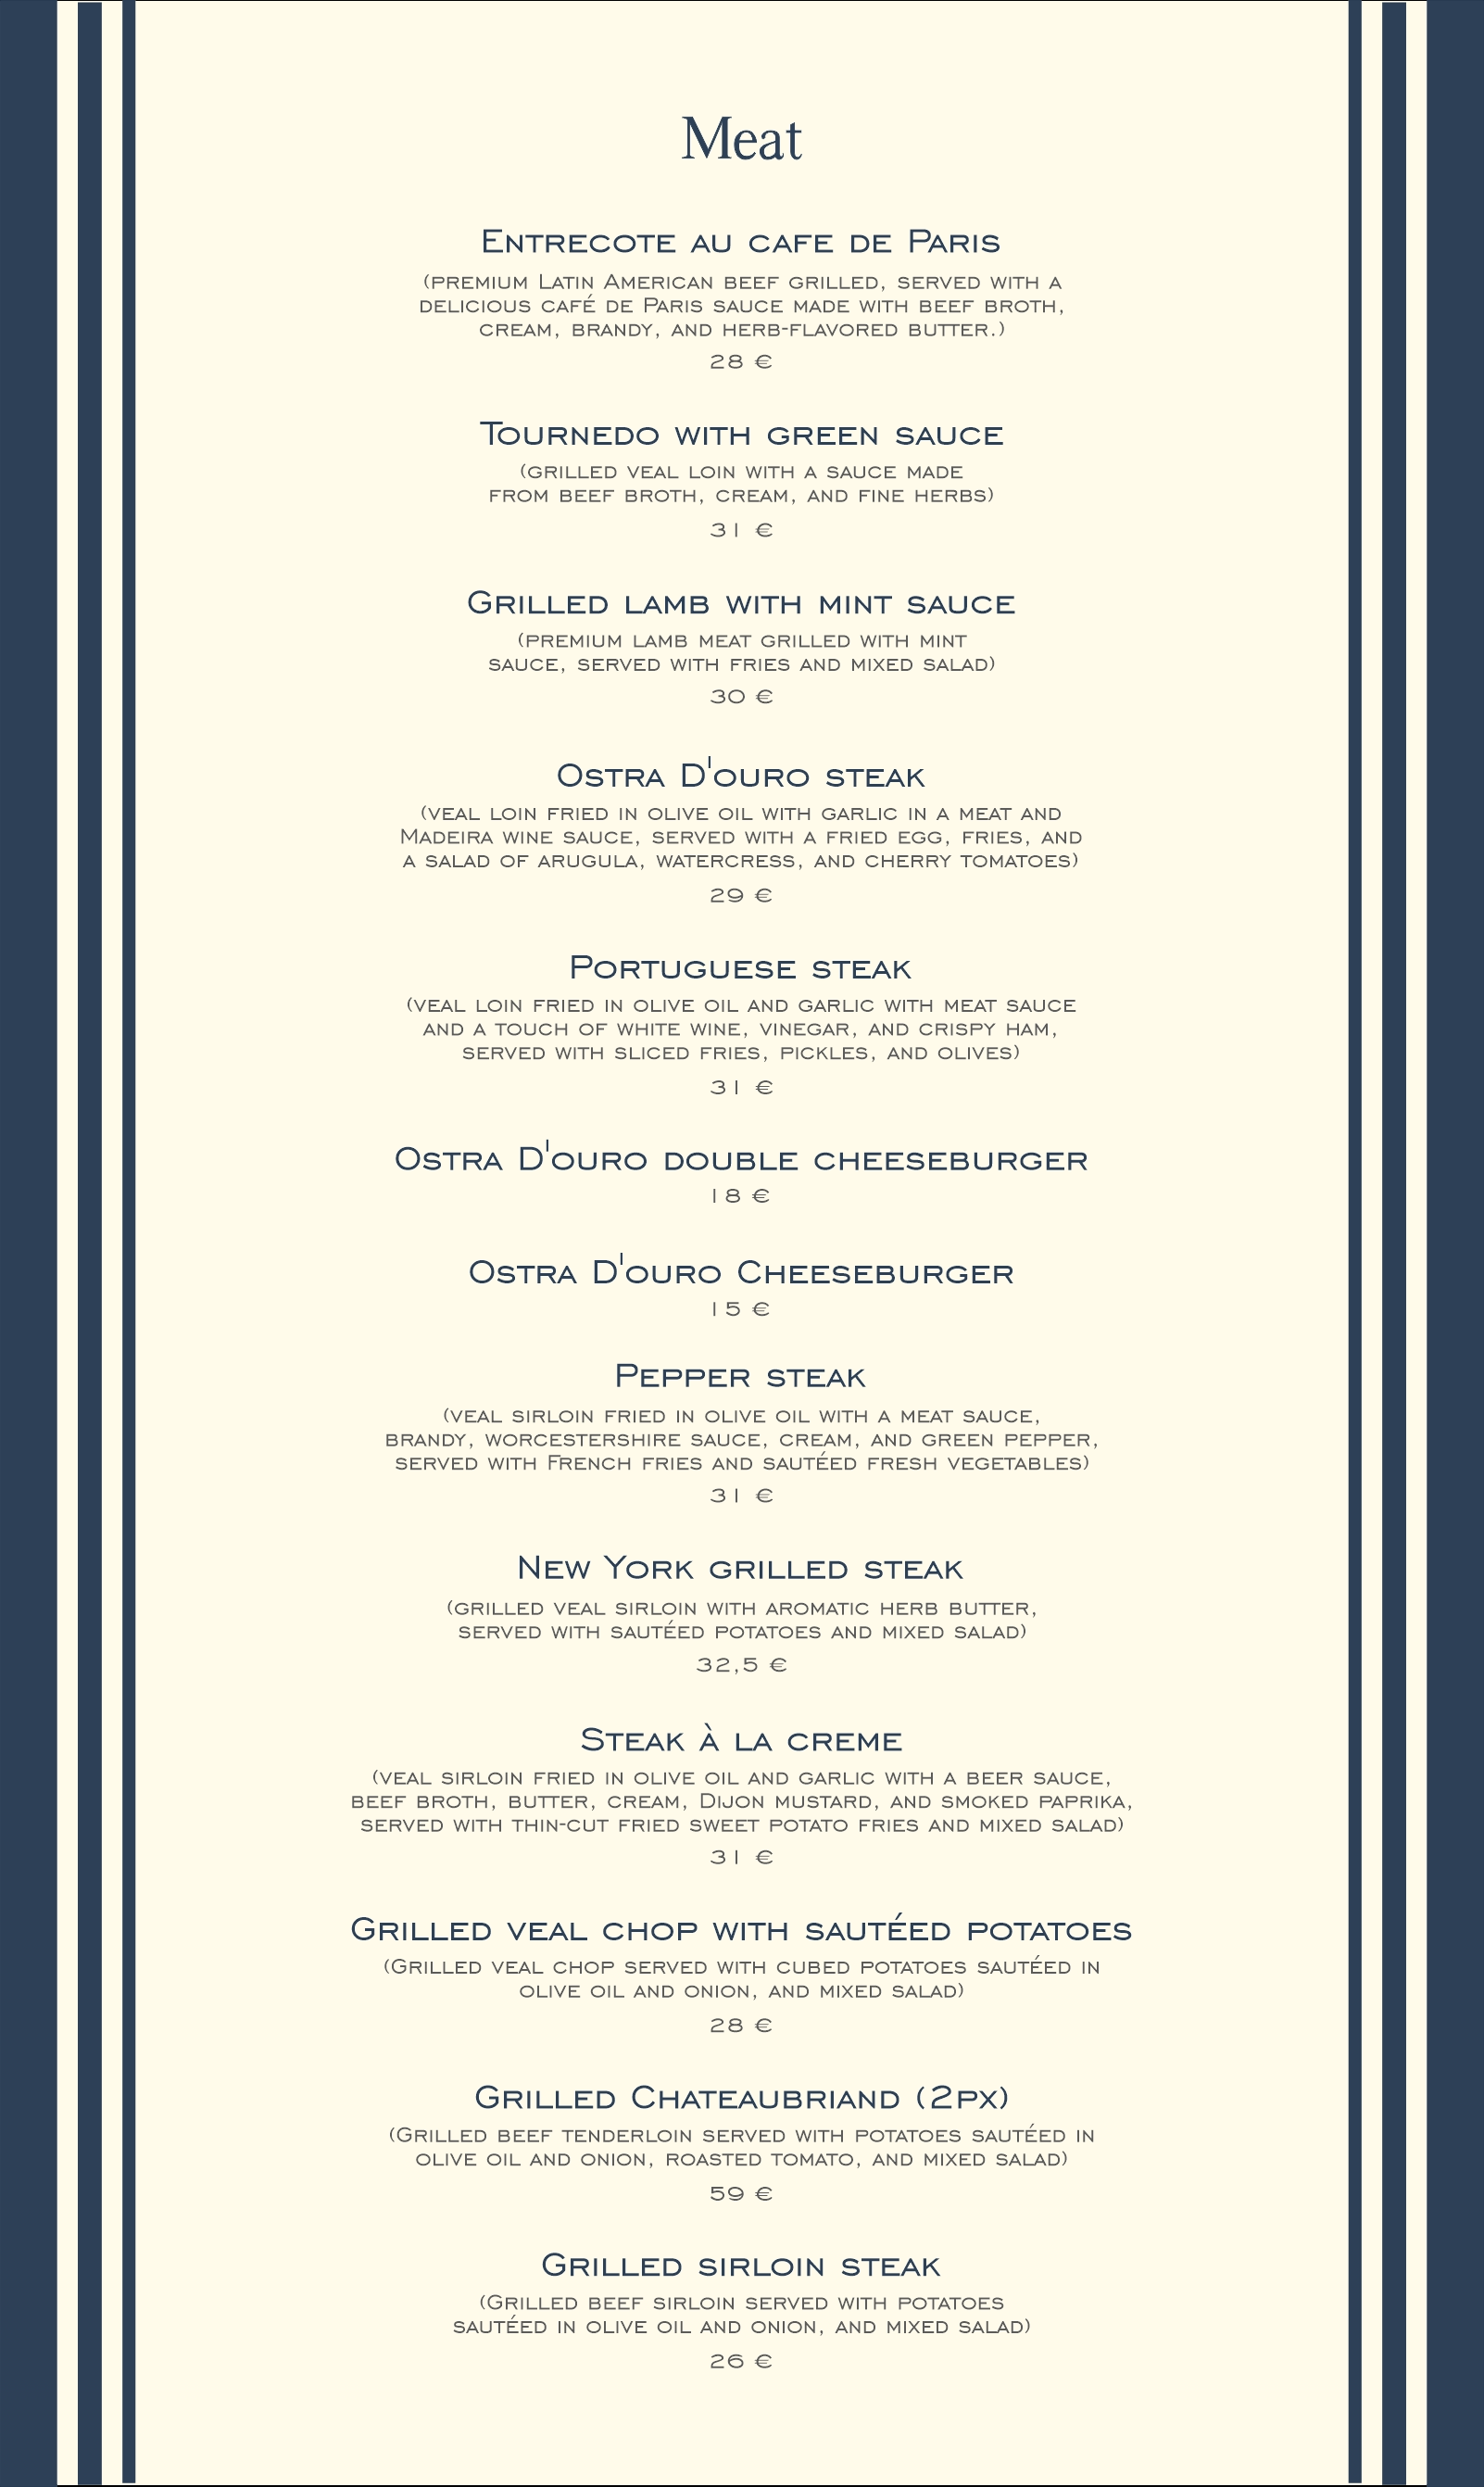 Meat
Entrecote au cafe de Paris
(premium Latin American beef grilled, served with a
delicious café de Paris sauce made with beef broth,
cream, brandy, and herb-flavored butter.)
28 €
Tournedo with green sauce
(grilled veal loin with a sauce made
from beef broth, cream, and fine herbs)
31 €
Grilled lamb with mint sauce
(premium lamb meat grilled with mint
sauce, served with fries and mixed salad)
30 €
Ostra D'ouro steak
(veal loin fried in olive oil with garlic in a meat and
Madeira wine sauce, served with a fried egg, fries, and
a salad of arugula, watercress, and cherry tomatoes)
29 €
Portuguese steak
(veal loin fried in olive oil and garlic with meat sauce
and a touch of white wine, vinegar, and crispy ham,
served with sliced fries, pickles, and olives)
31 €
Ostra D'ouro double cheeseburger
18 €
Ostra D'ouro Cheeseburger
15 €
Pepper steak
(veal sirloin fried in olive oil with a meat sauce,
brandy, worcestershire sauce, cream, and green pepper,
served with French fries and sautéed fresh vegetables)
31 €
New York grilled steak
(grilled veal sirloin with aromatic herb butter,
served with sautéed potatoes and mixed salad)
32,5 €
Steak à la creme
(veal sirloin fried in olive oil and garlic with a beer sauce,
beef broth, butter, cream, Dijon mustard, and smoked paprika,
served with thin-cut fried sweet potato fries and mixed salad)
31 €
Grilled veal chop with sautéed potatoes
(Grilled veal chop served with cubed potatoes sautéed in
olive oil and onion, and mixed salad)
28 €
Grilled Chateaubriand (2px)
(Grilled beef tenderloin served with potatoes sautéed in
olive oil and onion, roasted tomato, and mixed salad)
59 €
Grilled sirloin steak
(Grilled beef sirloin served with potatoes
sautéed in olive oil and onion, and mixed salad)
26 €